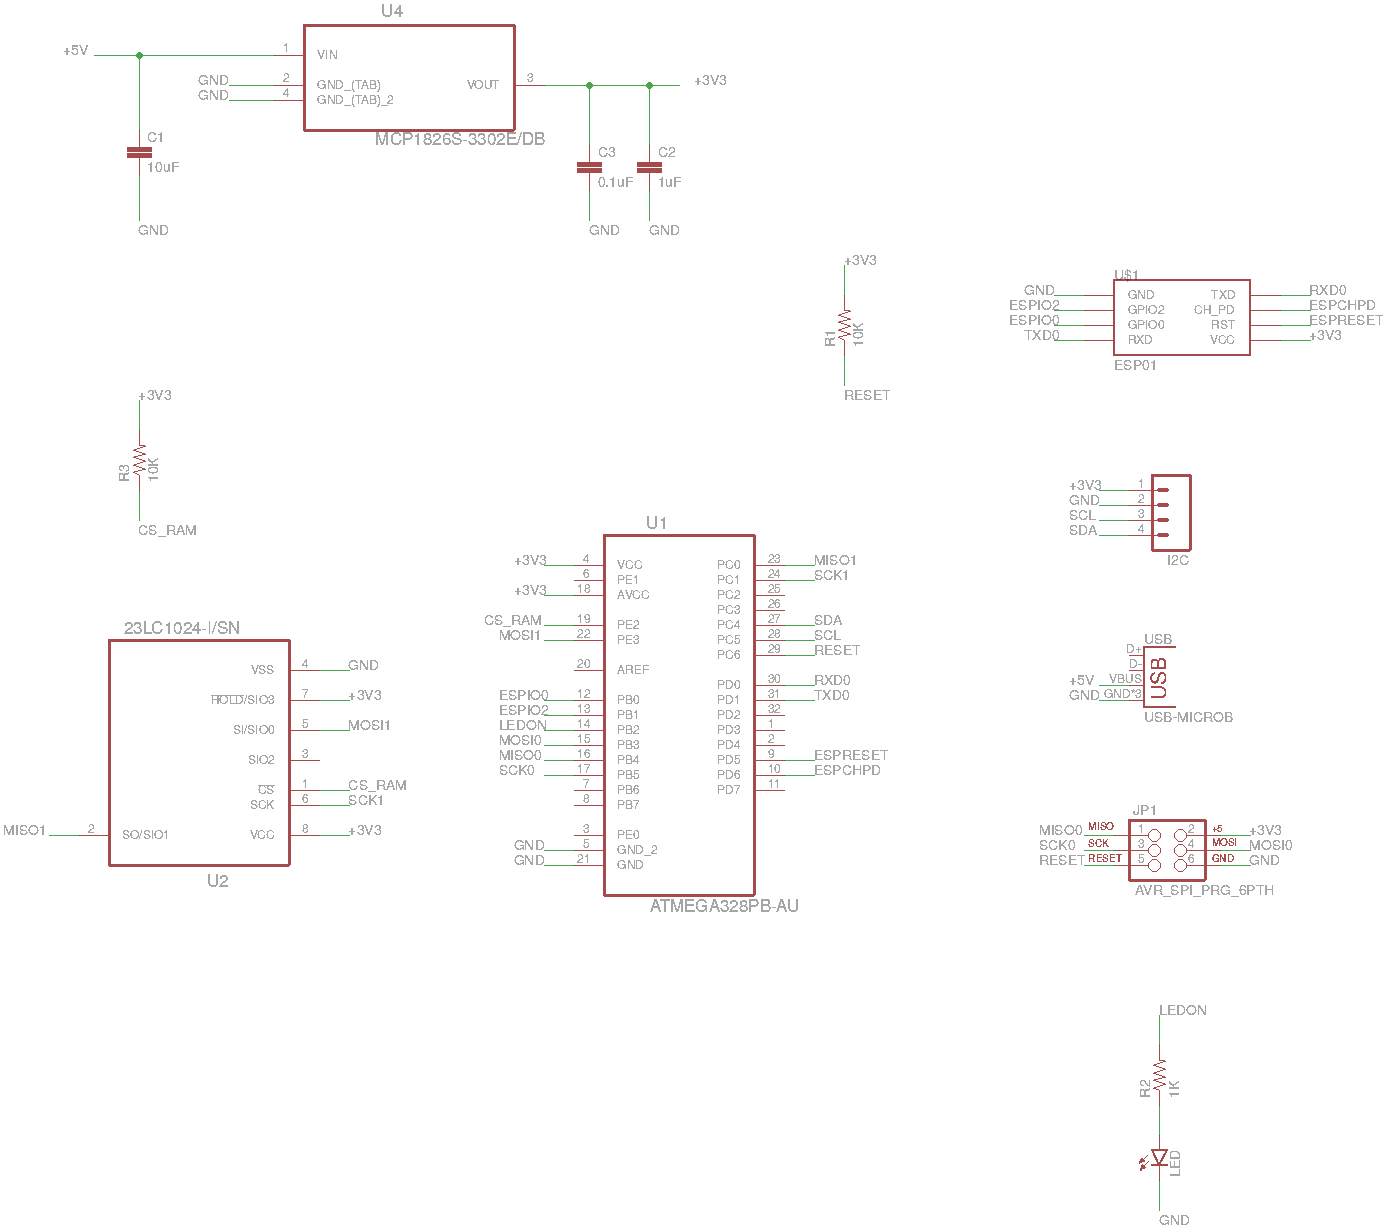 U4
+5V
1 VIN
GND 2 GND_(TAB)
GND 4 GND_(TAB)_2
VOUT 3 +3V3
MCP1826S-3302E/DB
C1
10uF
GND
C3
0.1uF
GND
C2
1uF
GND
+3V3
R1
10K
RESET
U$1
GND GND TXD RXD0
ESPIO2 GPIO2 CH_PD ESPCHPD
ESPIO0 GPIO0 RST ESPRESET
TXD0 RXD VCC +3V3
ESP01
+3V3
R3
10K
CS_RAM
+3V3 1
GND 2
SCL 3
SDA 4
I2C
U1
+3V3 4 VCC PC0 23 MISO1
6 PE1 PC1 24 SCK1
+3V3 18 AVCC PC2 25
PC3 26
CS_RAM 19 PE2 PC4 27 SDA
MOSI1 22 PE3 PC5 28 SCL
PC6 29 RESET
20 AREF
PD0 30 RXD0
ESPIO0 12 PB0 PD1 31 TXD0
ESPIO2 13 PB1 PD2 32
LEDON 14 PB2 PD3 1
MOSI0 15 PB3 PD4 2
MISO0 16 PB4 PD5 9 ESPRESET
SCK0 17 PB5 PD6 10 ESPCHPD
7 PB6 PD7 11
8 PB7
3 PE0
GND 5 GND_2
GND 21 GND
ATMEGA328PB-AU
23LC1024-I/SN
VSS 4 GND
HOLD/SIO3 7 +3V3
SI/SIO0 5 MOSI1
SIO2 3
CS 1 CS_RAM
SCK 6 SCK1
MISO1 2 SO/SIO1 VCC 8 +3V3
U2
USB
D+
D-
+5V VBUS
GND GND*3
USB
USB-MICROB
JP1
MISO0 MISO 1 2 +5 +3V3
SCK0 SCK 3 4 MOSI MOSI0
RESET RESET 5 6 GND GND
AVR_SPI_PRG_6PTH
LEDON
R2
1K
LED
GND